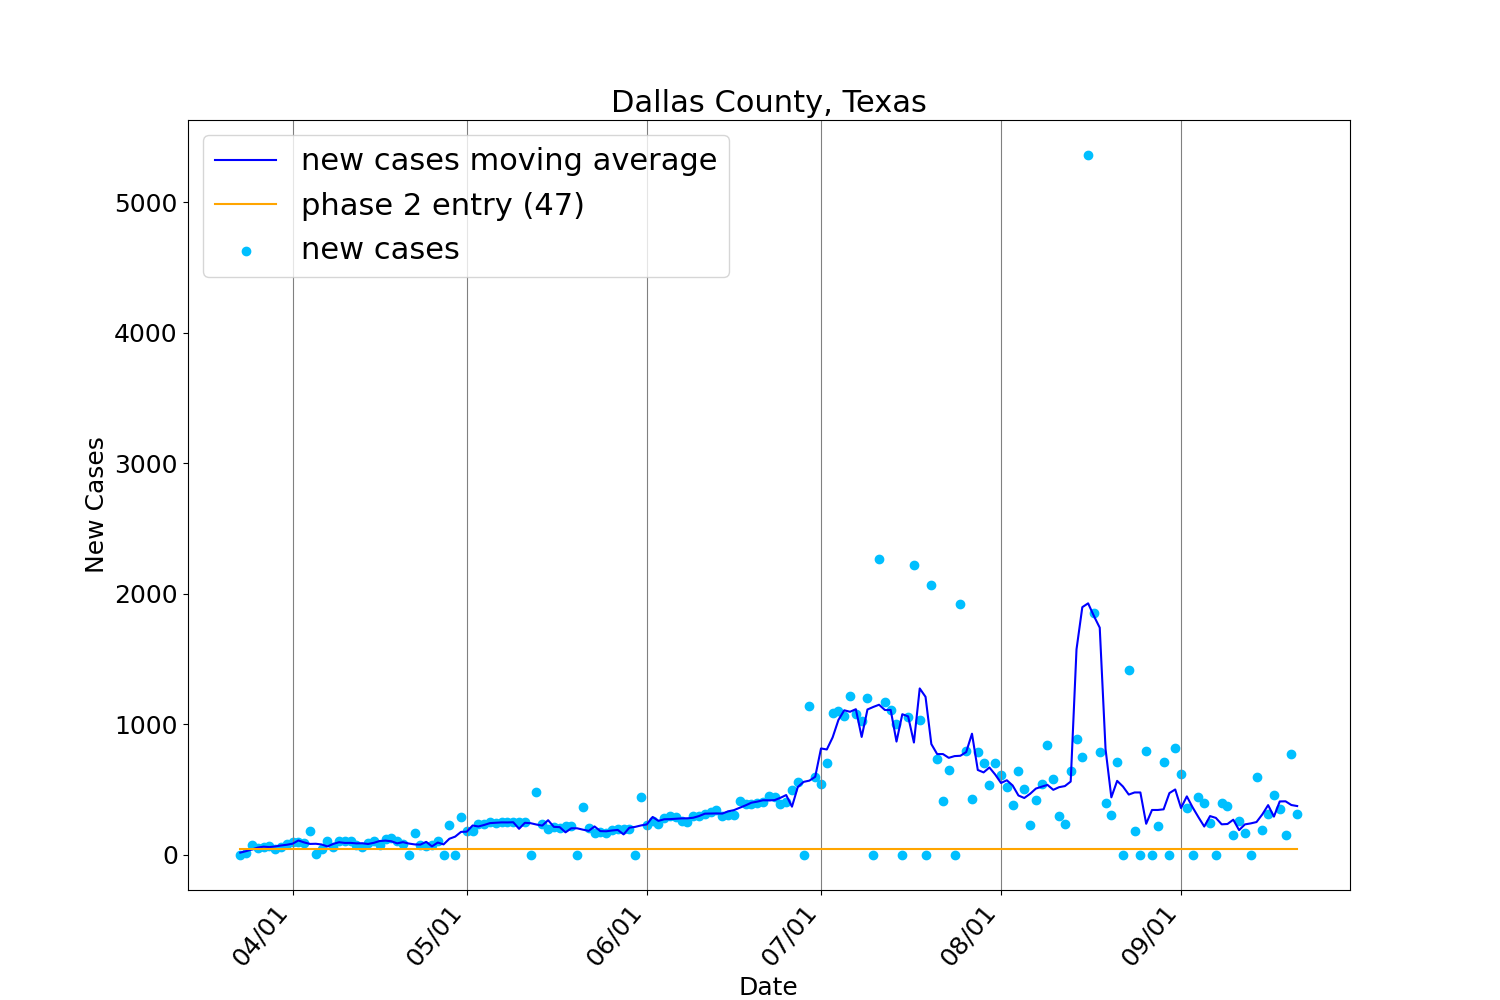 Dallas County, Texas
new cases moving average
phase 2 entry (47)
new cases
5000
4000
3000
2000
1000
0
New Cases
04/01
05/01
06/01
07/01
08/01
09/01
Date